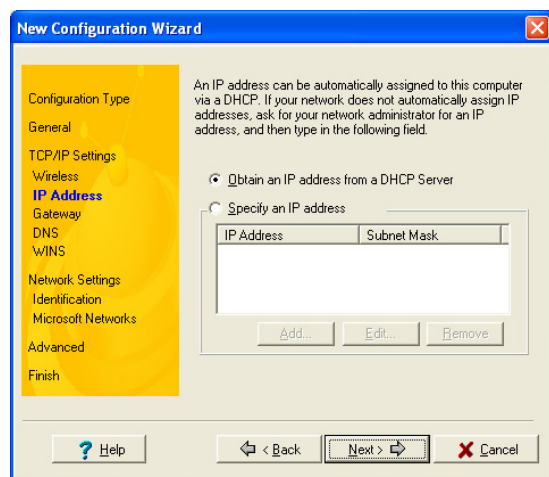 New Configuration Wizard
Configuration Type
General
TCP/IP Settings
Wireless
IP Address
Gateway
DNS
WINS
Network Settings
Identification
Microsoft Networks
Advanced
Finish
An IP address can be automatically assigned to this computer
via a DHCP. If your network does not automatically assign IP
addresses, ask for your network administrator for an IP
address, and then type in the following field.
Obtain an IP address from a DHCP Server
Specify an IP address
IP Address Subnet Mask
Add... Edit... Remove
? Help < Back Next > Cancel